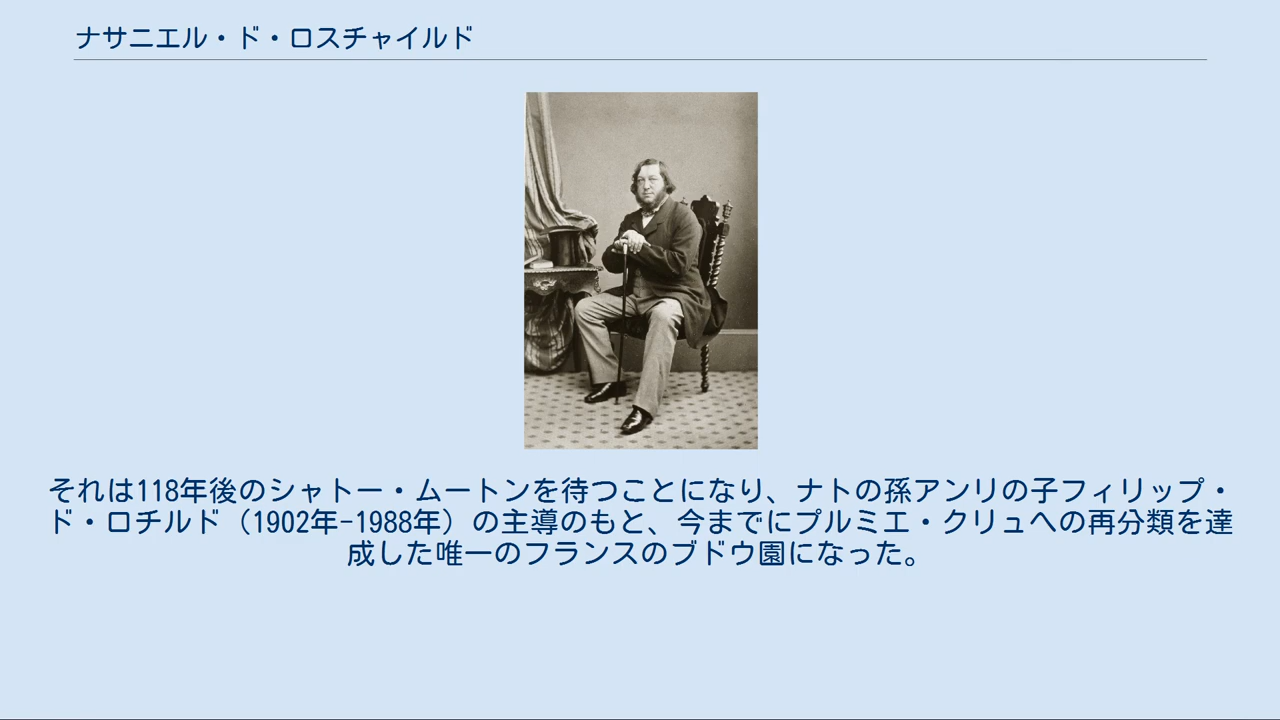 ナサニエル・ド・ロスチャイルド
それは118年後のシャトー・ムートンを待つことになり、ナトの孫アンリの子フィリップ・
ド・ロチルド（1902年-1988年）の主導のもと、今までにプルミエ・クリュへの再分類を達
成した唯一のフランスのブドウ園になった。